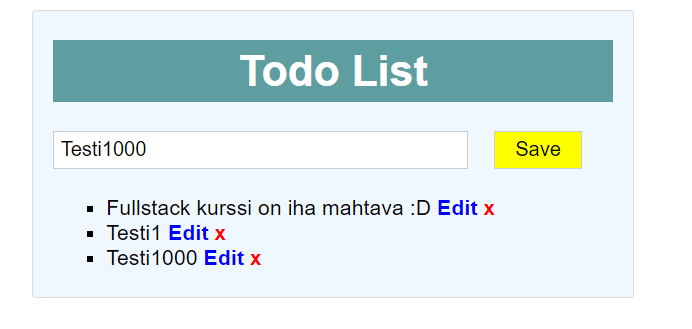 Todo List
Testi1000 Save
Fullstack kurssi on iha mahtava :D Edit x
Testi1 Edit x
Testi1000 Edit x